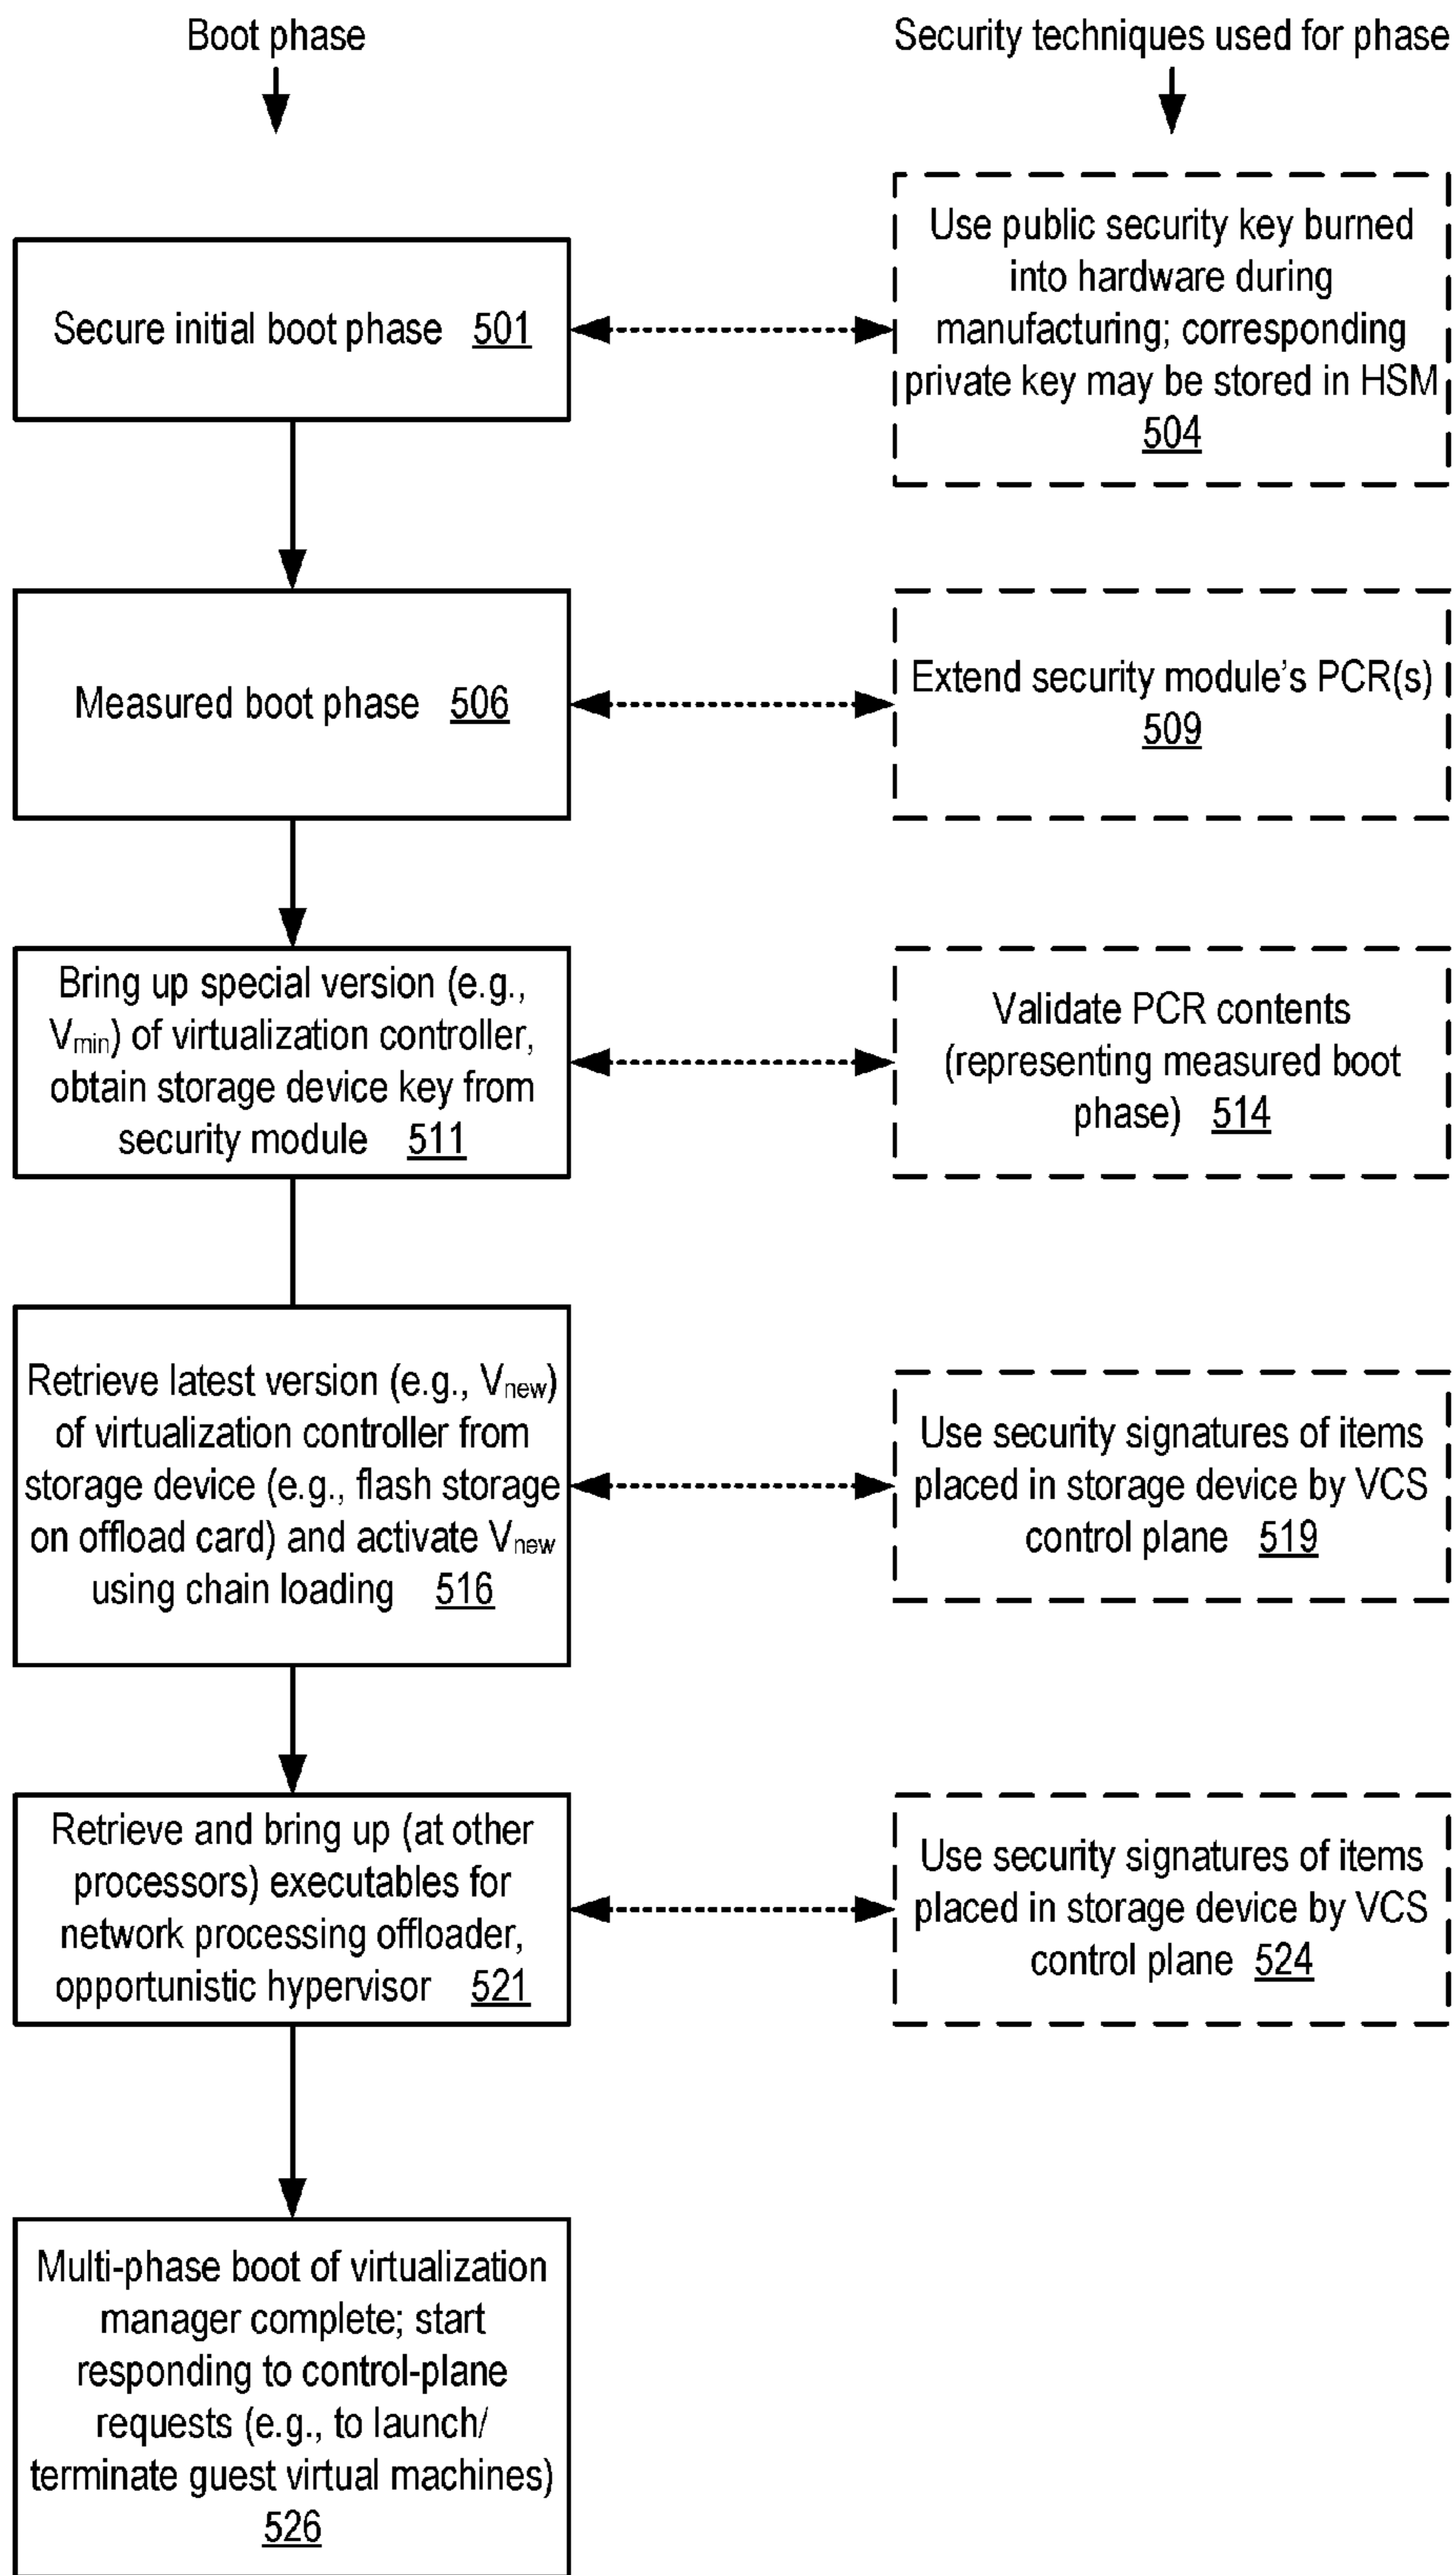 Boot phase
Security techniques used for phase
Secure initial boot phase 501
Use public security key burned
into hardware during
manufacturing; corresponding
private key may be stored in HSM
504
Measured boot phase 506
Extend security module's PCR(s)
509
Bring up special version (e.g.,
Vmin) of virtualization controller,
obtain storage device key from
security module 511
Validate PCR contents
(representing measured boot
phase) 514
Retrieve latest version (e.g., Vnew)
of virtualization controller from
storage device (e.g., flash storage
on offload card) and activate Vnew
using chain loading 516
Use security signatures of items
placed in storage device by VCS
control plane 519
Retrieve and bring up (at other
processors) executables for
network processing offloader,
opportunistic hypervisor 521
Use security signatures of items
placed in storage device by VCS
control plane 524
Multi-phase boot of virtualization
manager complete; start
responding to control-plane
requests (e.g., to launch/
terminate guest virtual machines)
526